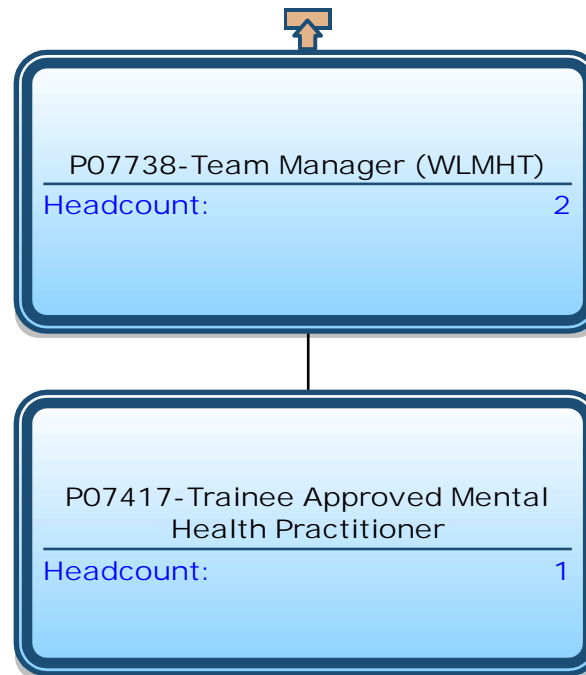 P07738-Team Manager (WLMHT)
Headcount: 2
P07417-Trainee Approved Mental
Health Practitioner
Headcount: 1